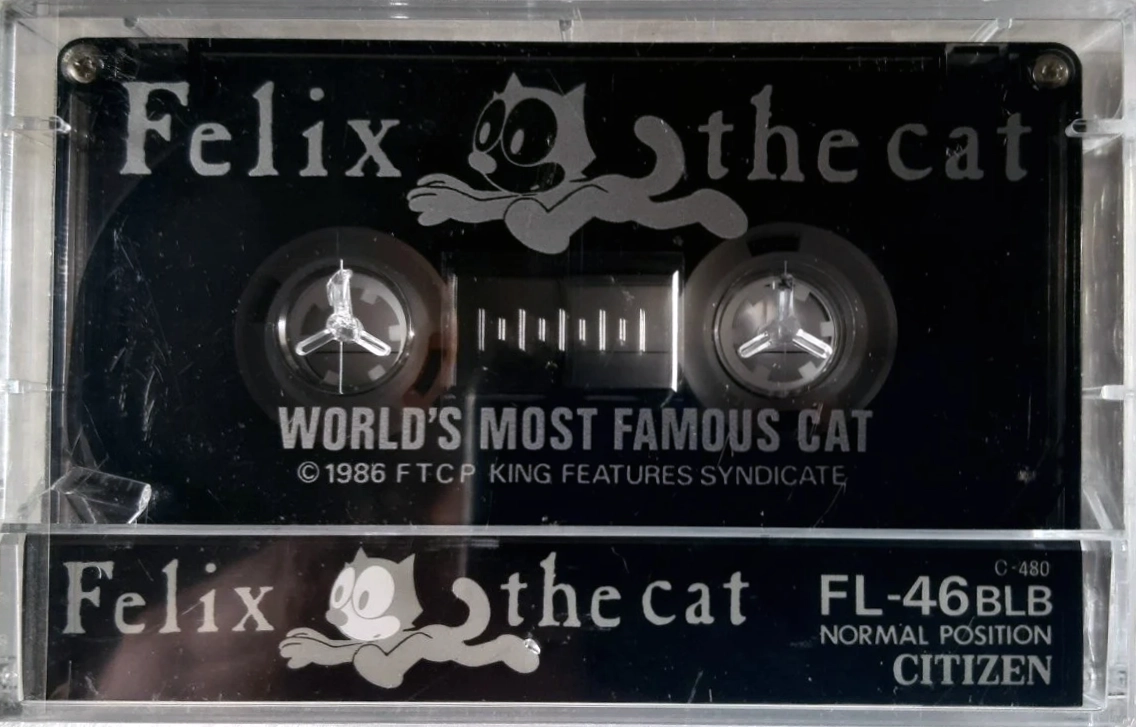 Felix the cat
WORLD'S MOST FAMOUS CAT
© 1986 FTCP KING FEATURES SYNDICATE
Felix the cat
C-480
FL-46BLB
NORMAL POSITION
CITIZEN